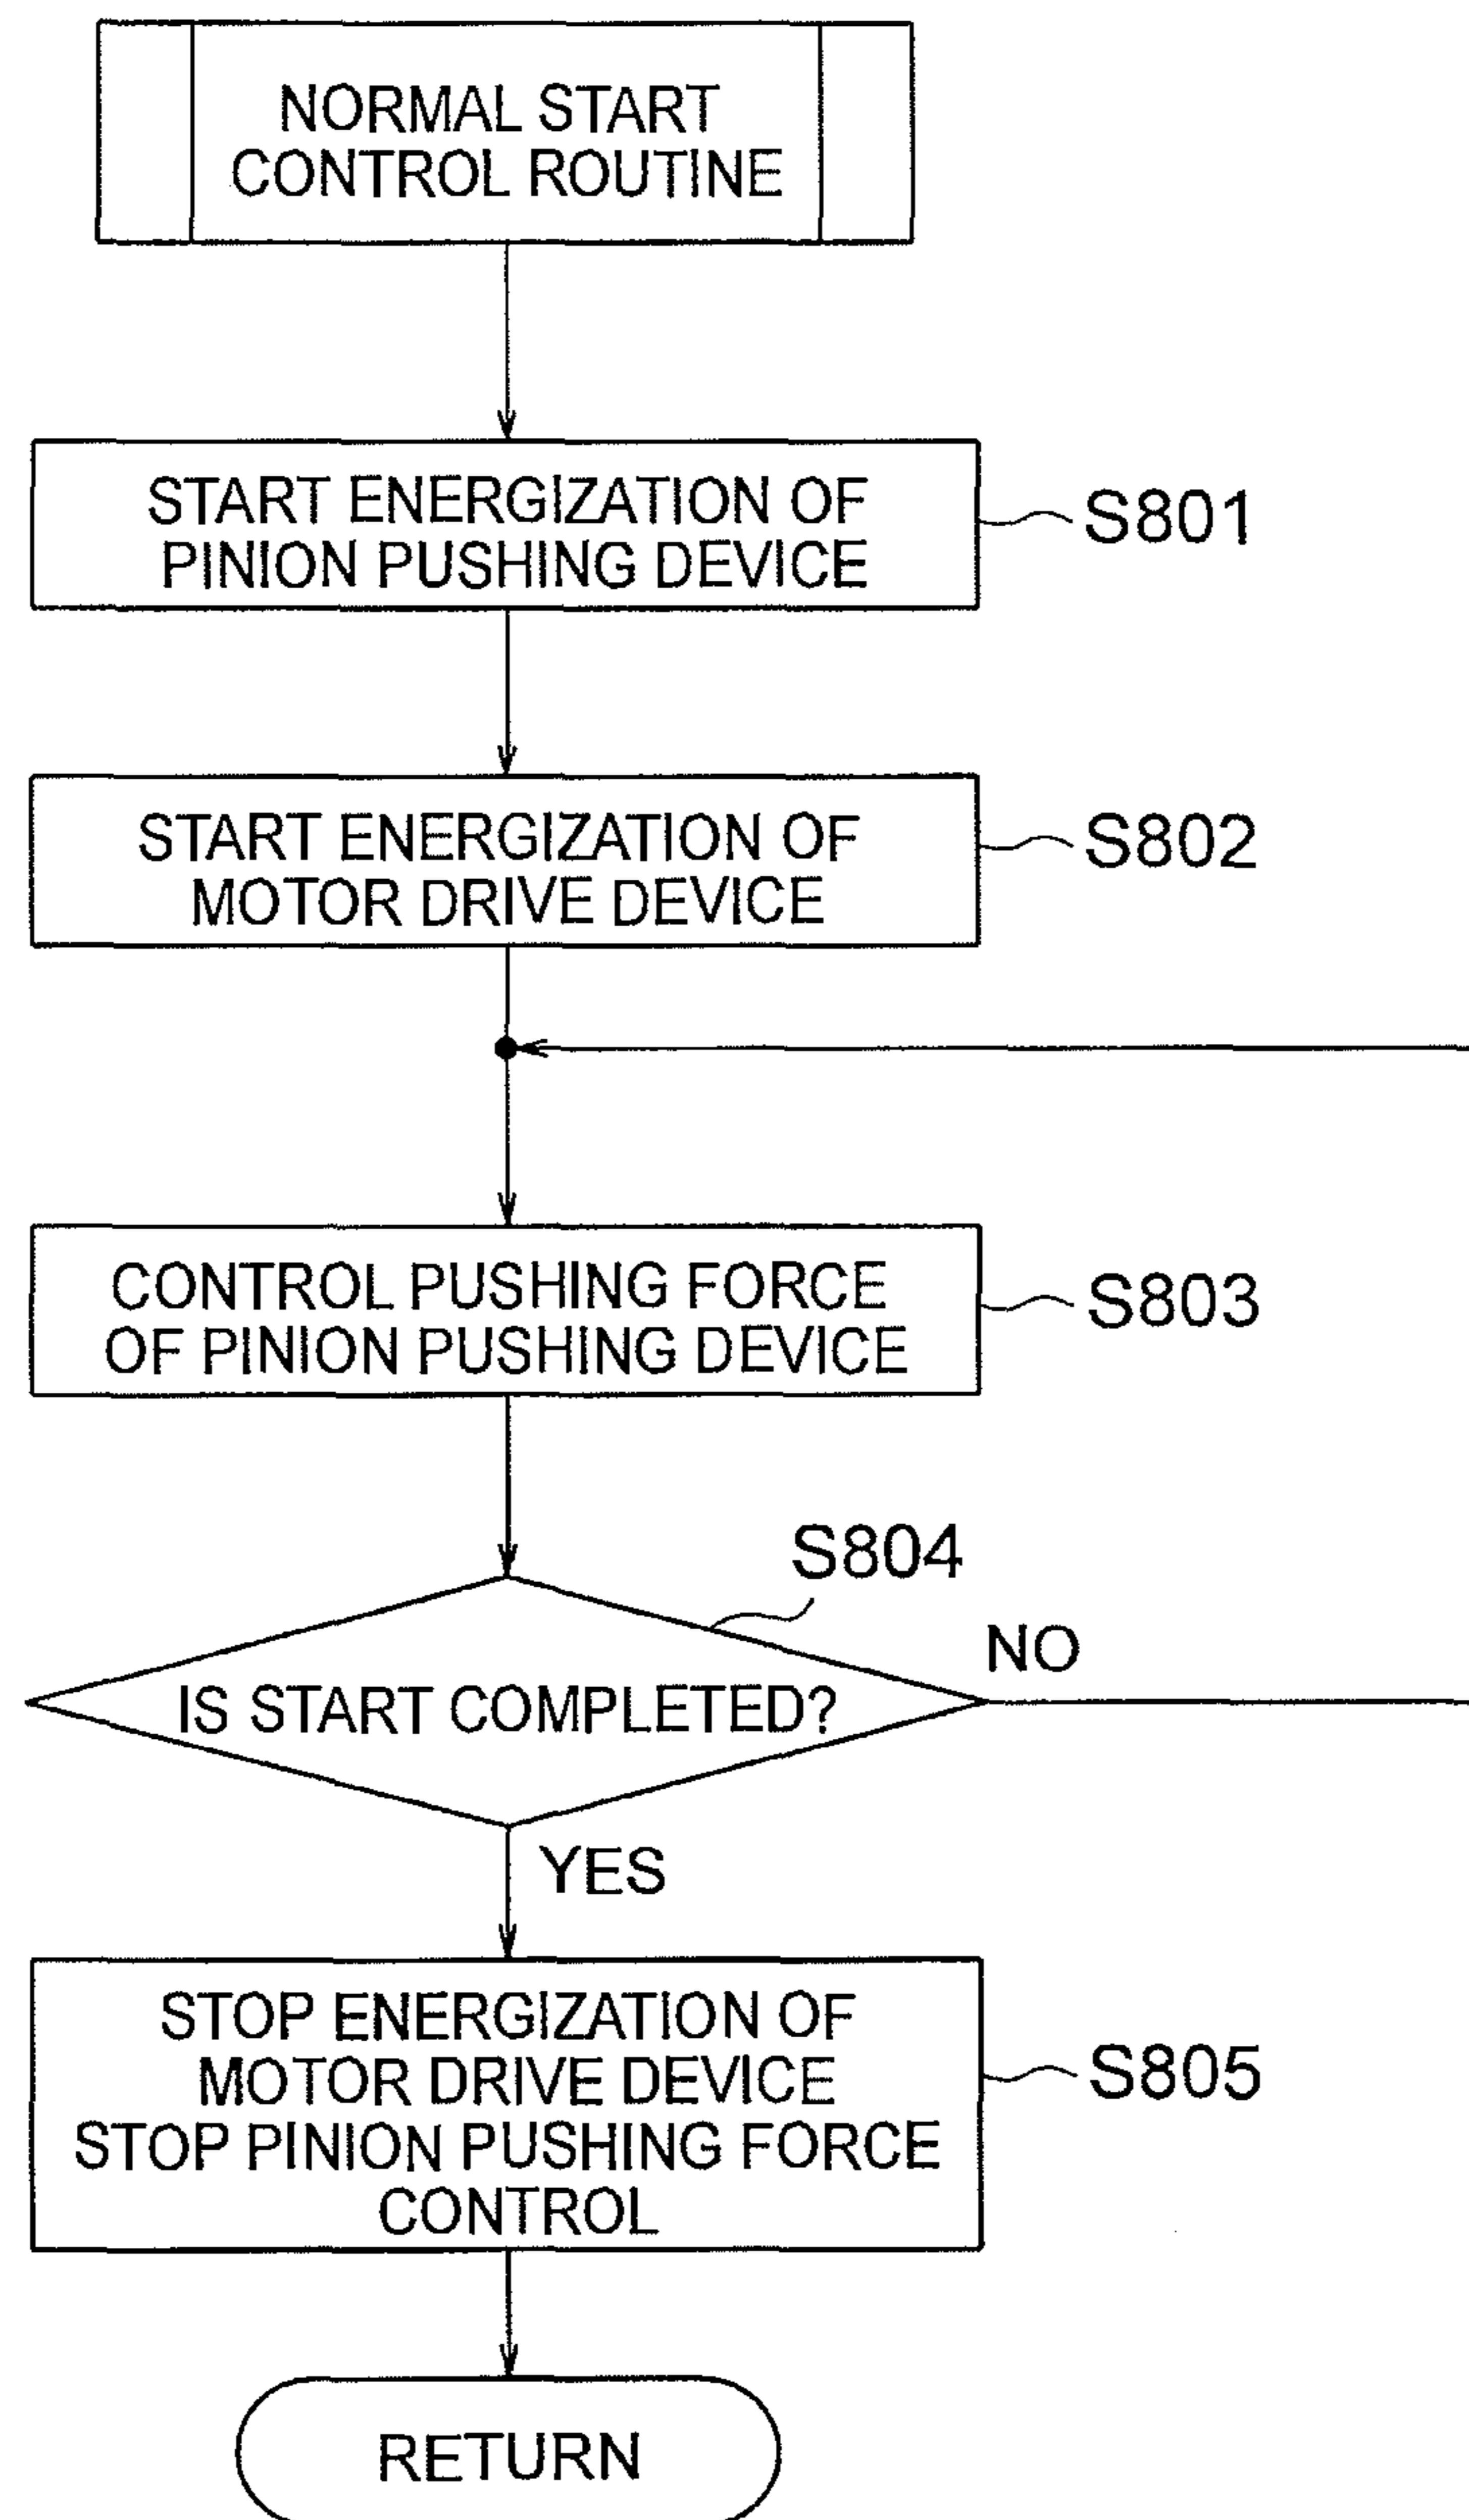 NORMAL START
CONTROL ROUTINE
START ENERGIZATION OF
PINION PUSHING DEVICE
S801
START ENERGIZATION OF
MOTOR DRIVE DEVICE
S802
CONTROL PUSHING FORCE
OF PINION PUSHING DEVICE
S803
S804
IS START COMPLETED?
NO
YES
STOP ENERGIZATION OF
MOTOR DRIVE DEVICE
STOP PINION PUSHING FORCE
CONTROL
S805
RETURN